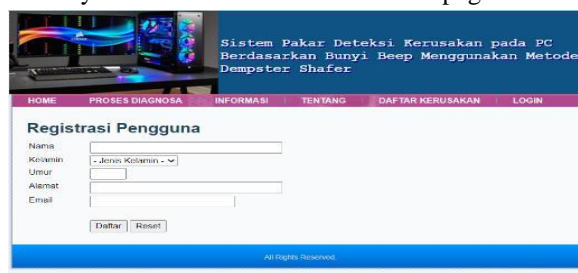 Sistem Pakar Deteksi Kerusakan pada PC
Berdasarkan Bunyi Beep Menggunakan Metode
Dempster Shafer
HOME PROSES DIAGNOSA INFORMASI TENTANG DAFTAR KERUSAKAN LOGIN
Registrasi Pengguna
Nama
Kelamin - Jenis Kelamin -
Umur
Alamat
Email
Daftar Reset
All Rights Reserved.